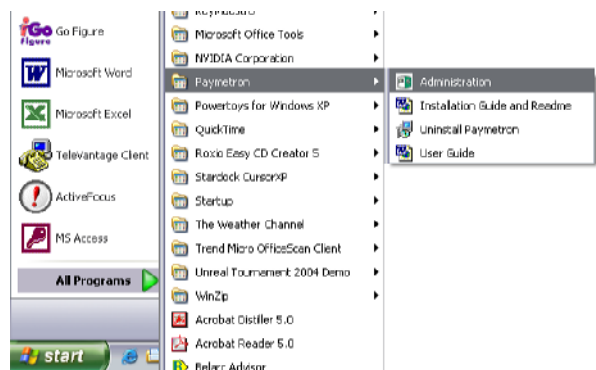 iGo
Figure
Go Figure
Microsoft Word
Microsoft Excel
Televantage Client
ActiveFocus
MS Access
All Programs
start
Microsoft Office Tools
NVIDIA Corporation
Paymetron
Powertoys for Windows XP
QuickTime
Roxio Easy CD Creator 5
Stardock CursorXP
Startup
The Weather Channel
Trend Micro OfficeScan Client
Unreal Tournament 2004 Demo
WinZip
Acrobat Distiller 5.0
Acrobat Reader 5.0
Belarc Advisor
Administration
Installation Guide and Readme
Uninstall Paymetron
User Guide